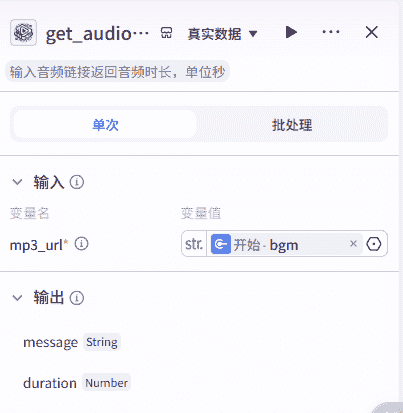 get_audio··· 真实数据
输入音频链接返回音频时长，单位秒
单次 批处理
输入
变量名 变量值
mp3_url* str. 开始 · bgm
输出
message String
duration Number